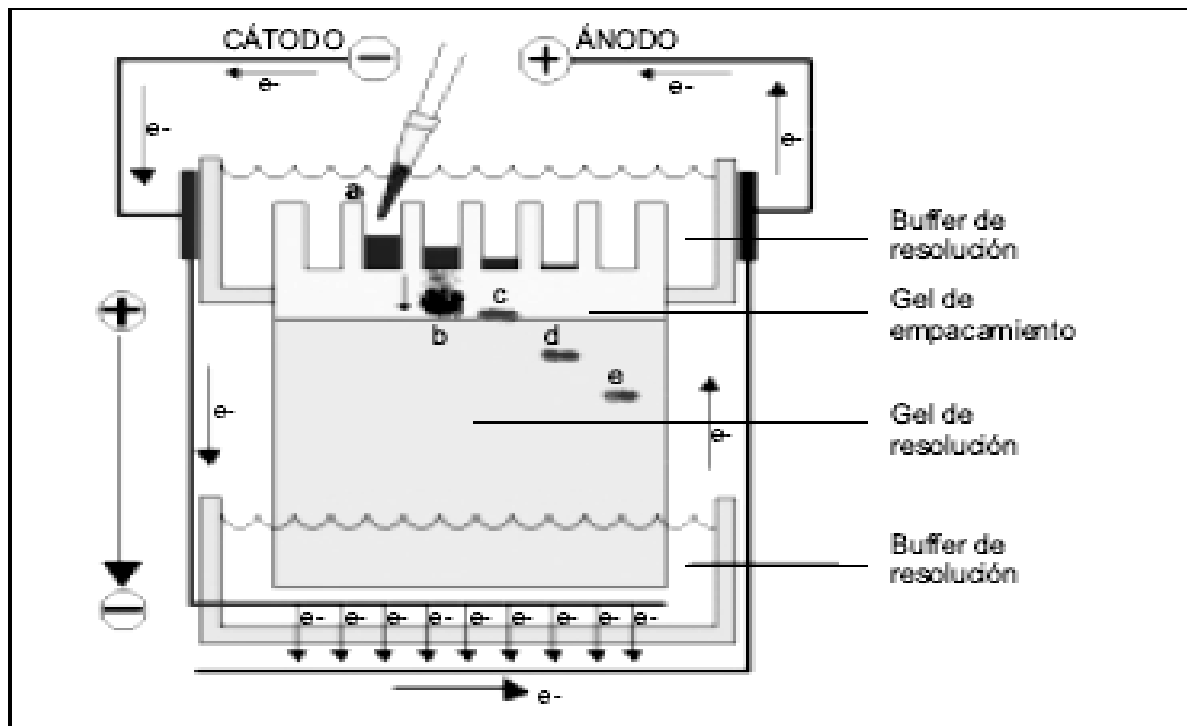 CÁTODO
ÁNODO
e-
e-
e-
e-
a
Buffer de
resolución
c
Gel de
empacamiento
b
d
e
e-
e-
Gel de
resolución
Buffer de
resolución
e- e- e- e- e- e- e- e- e-
e-